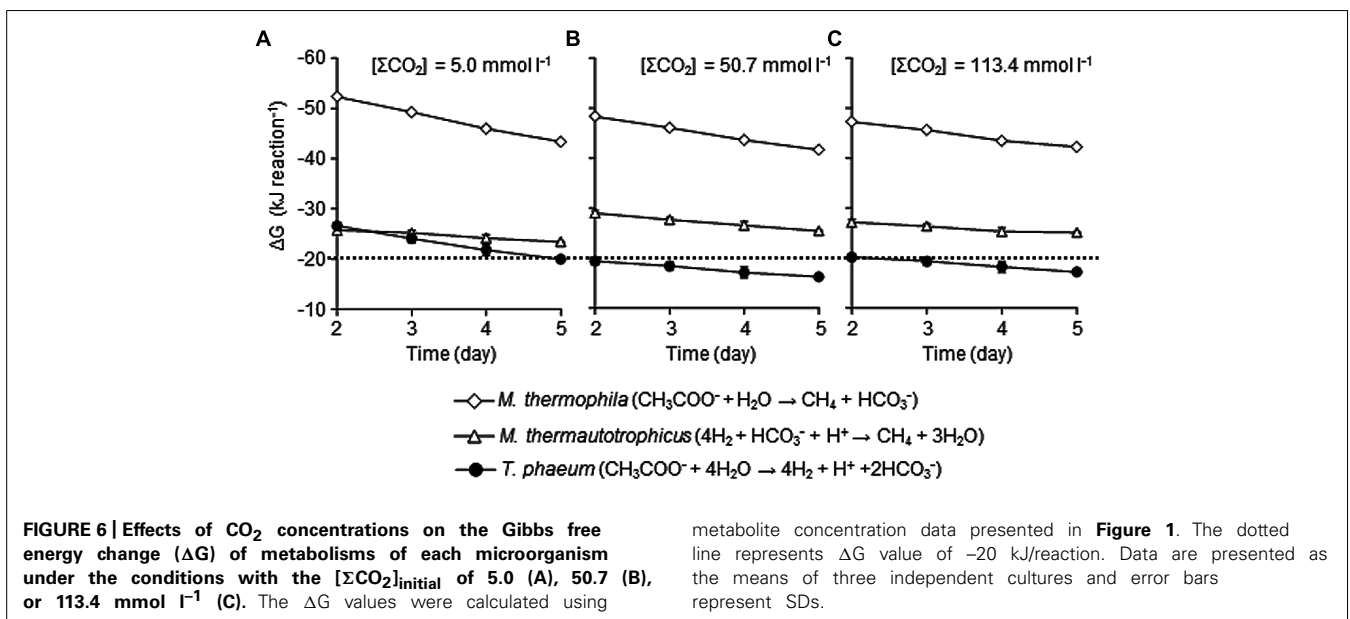 A
B
C
[ΣCO₂] = 5.0 mmol l⁻¹
[ΣCO₂] = 50.7 mmol l⁻¹
[ΣCO₂] = 113.4 mmol l⁻¹
ΔG (kJ reaction⁻¹)
-60
-50
-40
-30
-20
-10
2 3 4 5
2 3 4 5
2 3 4 5
Time (day)
Time (day)
Time (day)
M. thermophila (CH₃COO⁻ + H₂O → CH₄ + HCO₃⁻)
M. thermautotrophicus (4H₂ + HCO₃⁻ + H⁺ → CH₄ + 3H₂O)
T. phaeum (CH₃COO⁻ + 4H₂O → 4H₂ + H⁺ +2HCO₃⁻)
FIGURE 6 | Effects of CO₂ concentrations on the Gibbs free
energy change (ΔG) of metabolisms of each microorganism
under the conditions with the [ΣCO₂]initial of 5.0 (A), 50.7 (B),
or 113.4 mmol l⁻¹ (C). The ΔG values were calculated using
metabolite concentration data presented in Figure 1. The dotted
line represents ΔG value of –20 kJ/reaction. Data are presented as
the means of three independent cultures and error bars
represent SDs.